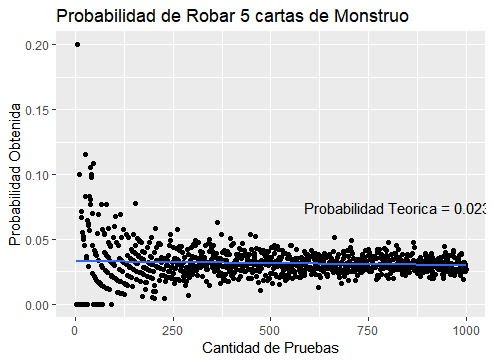 Probabilidad de Robar 5 cartas de Monstruo
0.20
0.15
0.10
0.05
0.00
Probabilidad Obtenida
Probabilidad Teorica = 0.023
0
250
500
750
1000
Cantidad de Pruebas